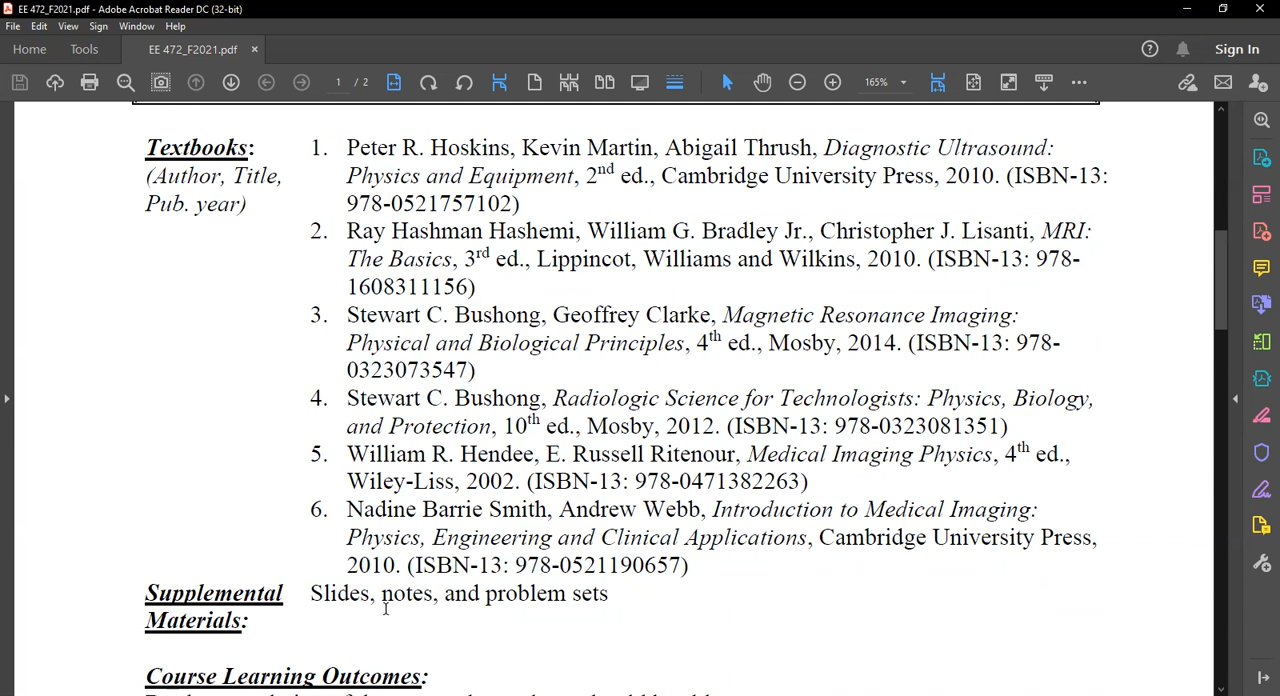 EE 472_F2021.pdf - Adobe Acrobat Reader DC (32-bit)
File Edit View Sign Window Help
Home Tools EE 472_F2021.pdf × Sign In
1 / 2 165%
Textbooks: 1. Peter R. Hoskins, Kevin Martin, Abigail Thrush, Diagnostic Ultrasound:
(Author, Title, Physics and Equipment, 2nd ed., Cambridge University Press, 2010. (ISBN-13:
Pub. year) 978-0521757102)
2. Ray Hashman Hashemi, William G. Bradley Jr., Christopher J. Lisanti, MRI:
The Basics, 3rd ed., Lippincot, Williams and Wilkins, 2010. (ISBN-13: 978-
1608311156)
3. Stewart C. Bushong, Geoffrey Clarke, Magnetic Resonance Imaging:
Physical and Biological Principles, 4th ed., Mosby, 2014. (ISBN-13: 978-
0323073547)
4. Stewart C. Bushong, Radiologic Science for Technologists: Physics, Biology,
and Protection, 10th ed., Mosby, 2012. (ISBN-13: 978-0323081351)
5. William R. Hendee, E. Russell Ritenour, Medical Imaging Physics, 4th ed.,
Wiley-Liss, 2002. (ISBN-13: 978-0471382263)
6. Nadine Barrie Smith, Andrew Webb, Introduction to Medical Imaging:
Physics, Engineering and Clinical Applications, Cambridge University Press,
2010. (ISBN-13: 978-0521190657)
Supplemental Slides, notes, and problem sets
Materials:
Course Learning Outcomes: